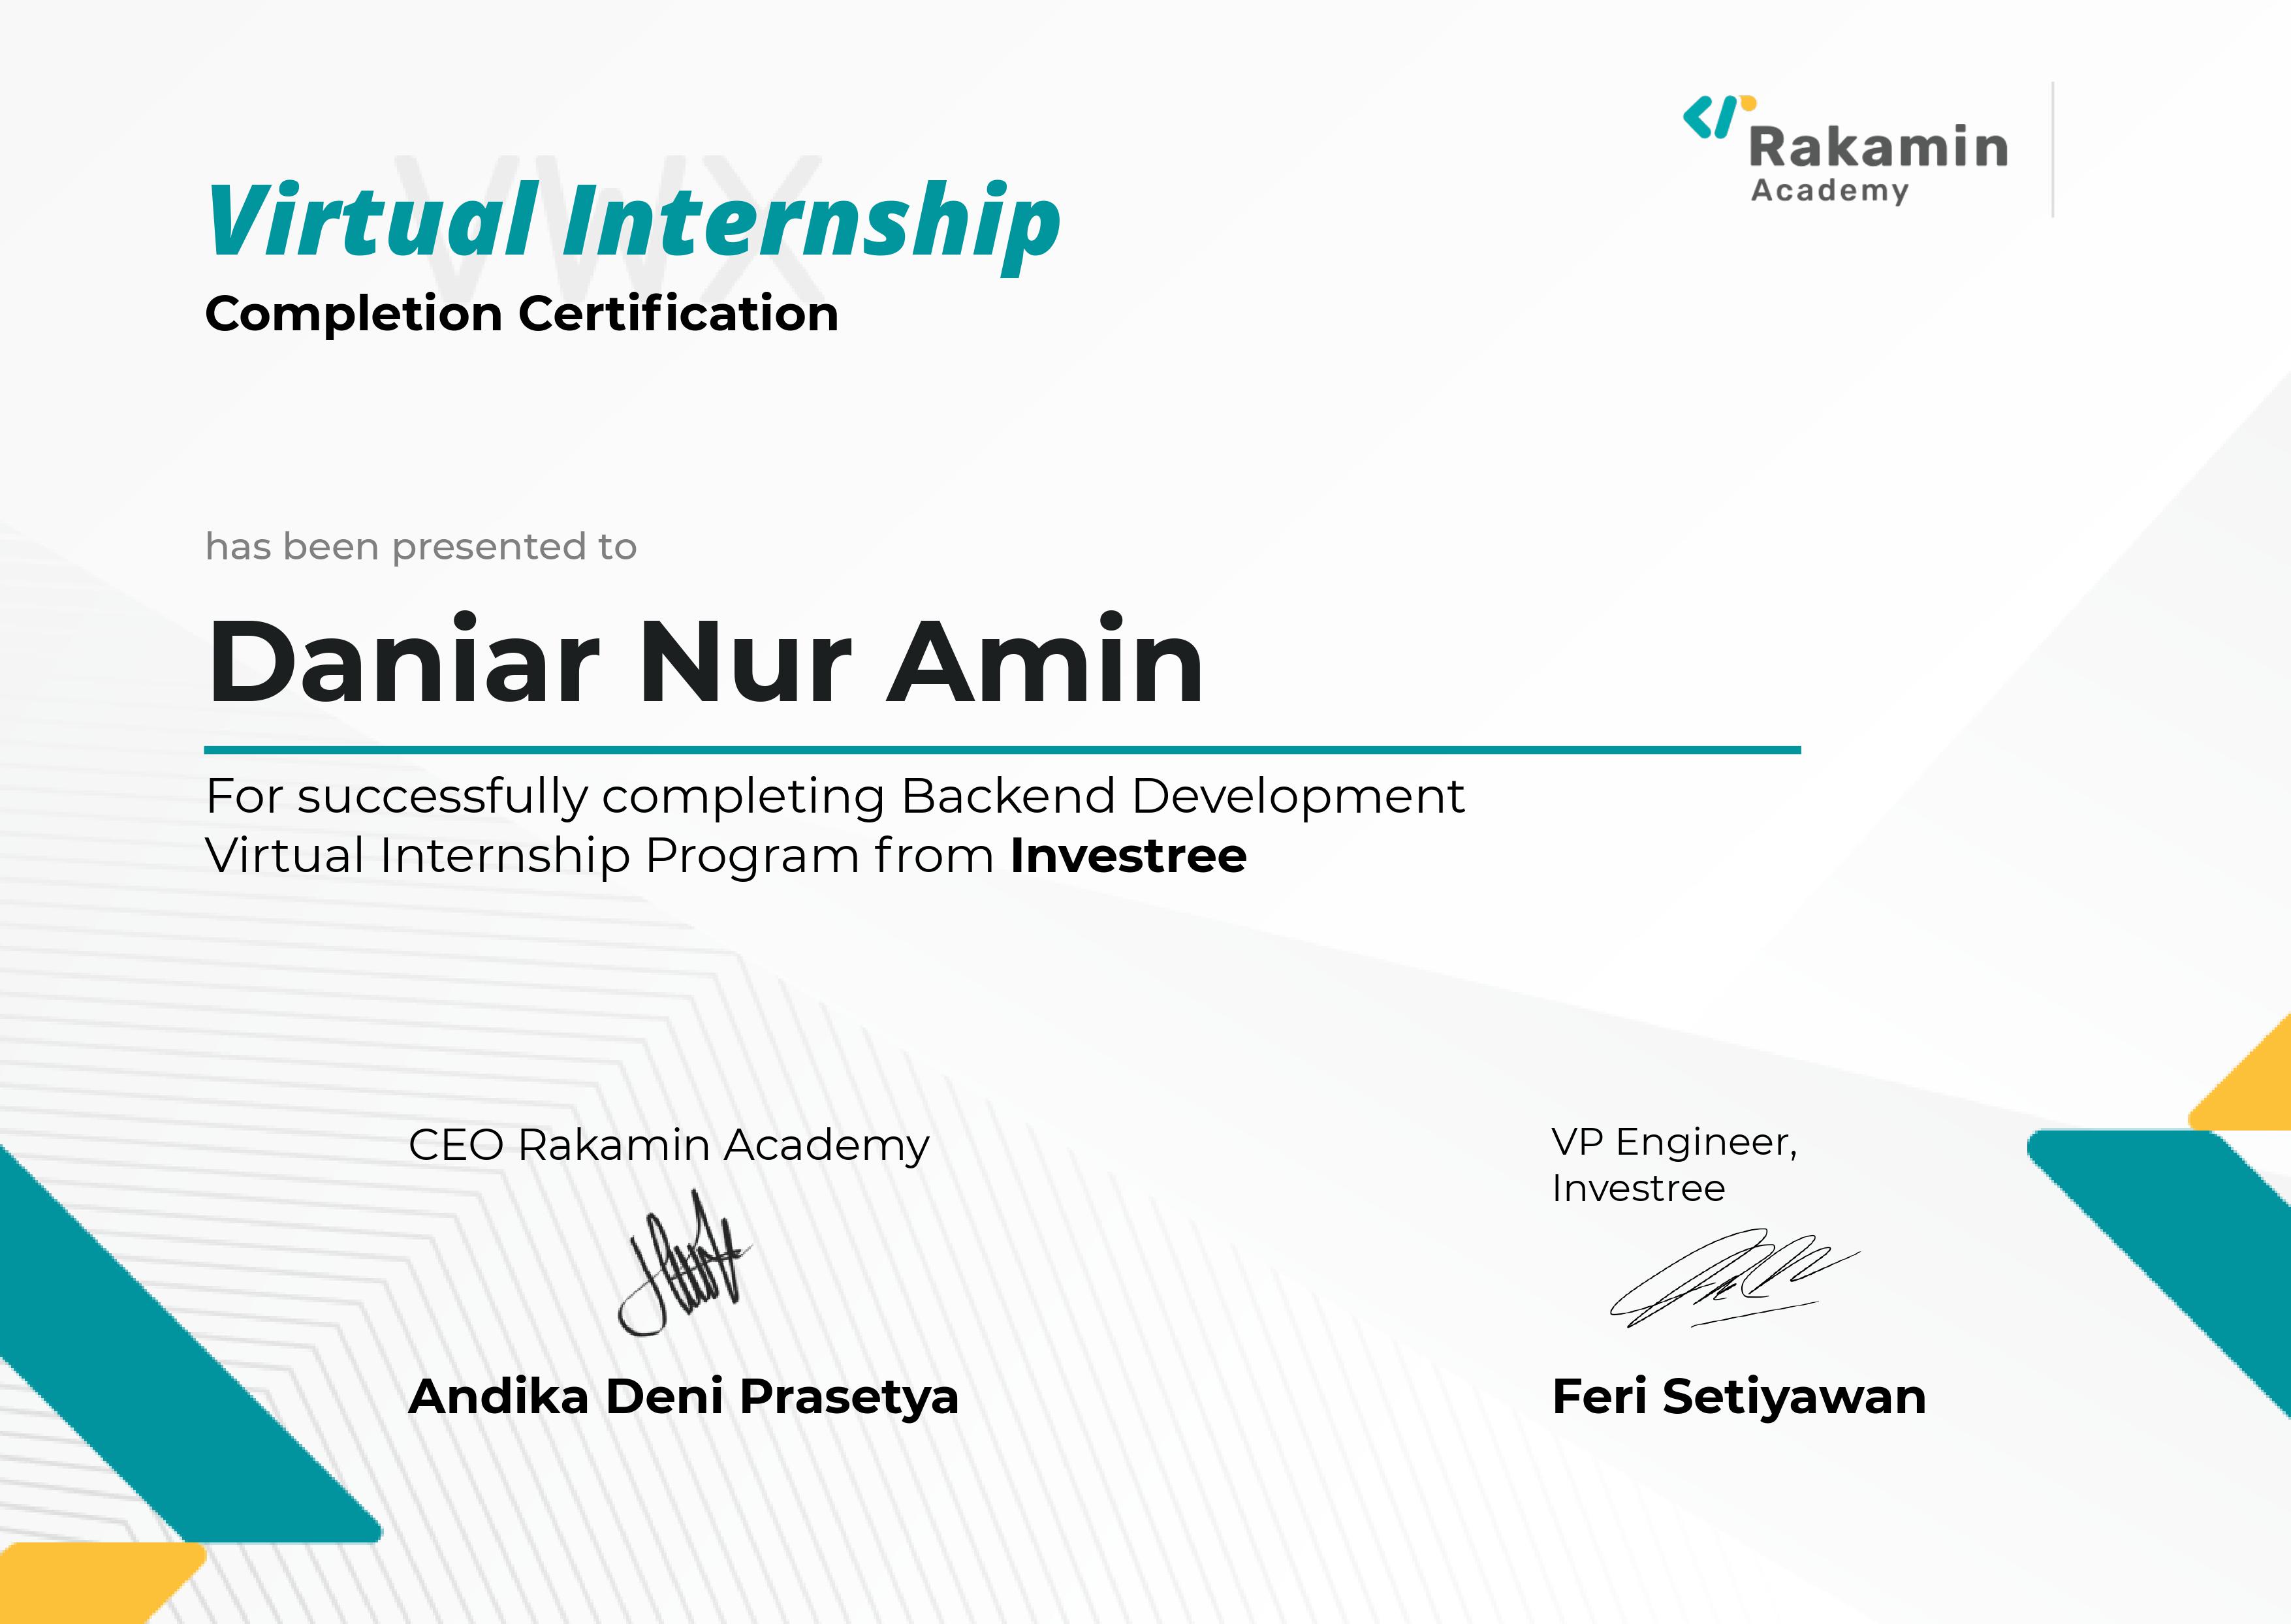 Rakamin
Academy
VWX
Virtual Internship
Completion Certification
has been presented to
Daniar Nur Amin
For successfully completing Backend Development
Virtual Internship Program from Investree
CEO Rakamin Academy
Andika Deni Prasetya
VP Engineer,
Investree
Feri Setiyawan